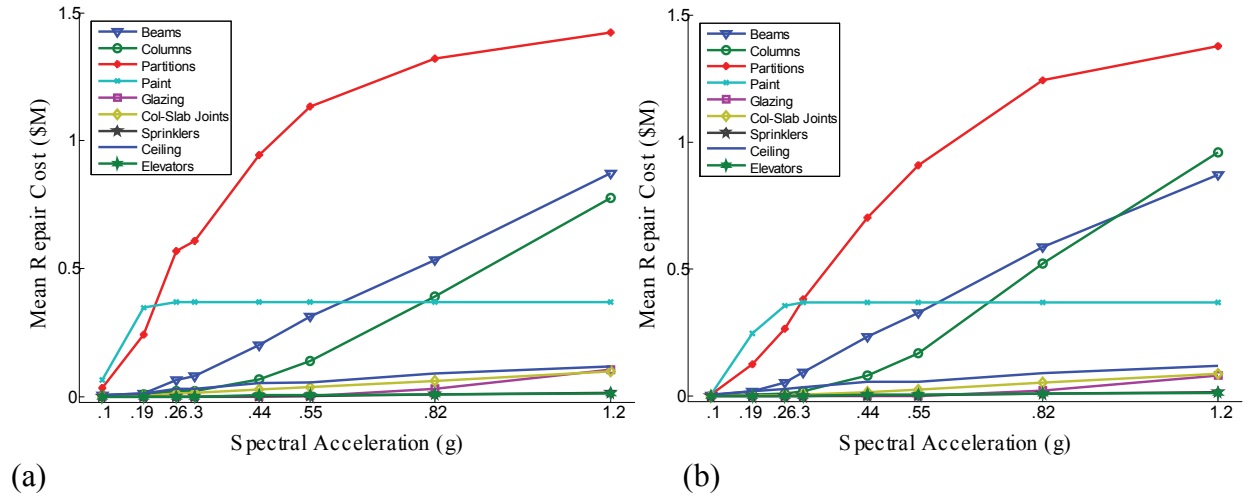 1.5
1
0.5
0
Mean Repair Cost ($M)
Beams
Columns
Partitions
Paint
Glazing
Col-Slab Joints
Sprinklers
Ceiling
Elevators
.1 .19 .26 .3 .44 .55 .82 1.2
Spectral Acceleration (g)
(a)
1.5
1
0.5
0
Mean Repair Cost ($M)
Beams
Columns
Partitions
Paint
Glazing
Col-Slab Joints
Sprinklers
Ceiling
Elevators
.1 .19 .26 .3 .44 .55 .82 1.2
Spectral Acceleration (g)
(b)